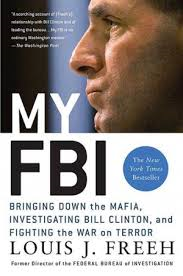 "A scorching account of [Freeh's]
relationship with Bill Clinton and of
leading the bureau.... My FBI is no
ordinary Washington memoir."
—The Washington Post
MY
FBI
The New
York Times
Bestseller
BRINGING DOWN the MAFIA,
INVESTIGATING BILL CLINTON, and
FIGHTING THE WAR ON TERROR
LOUIS J. FREEH
Former Director of the FEDERAL BUREAU OF INVESTIGATION